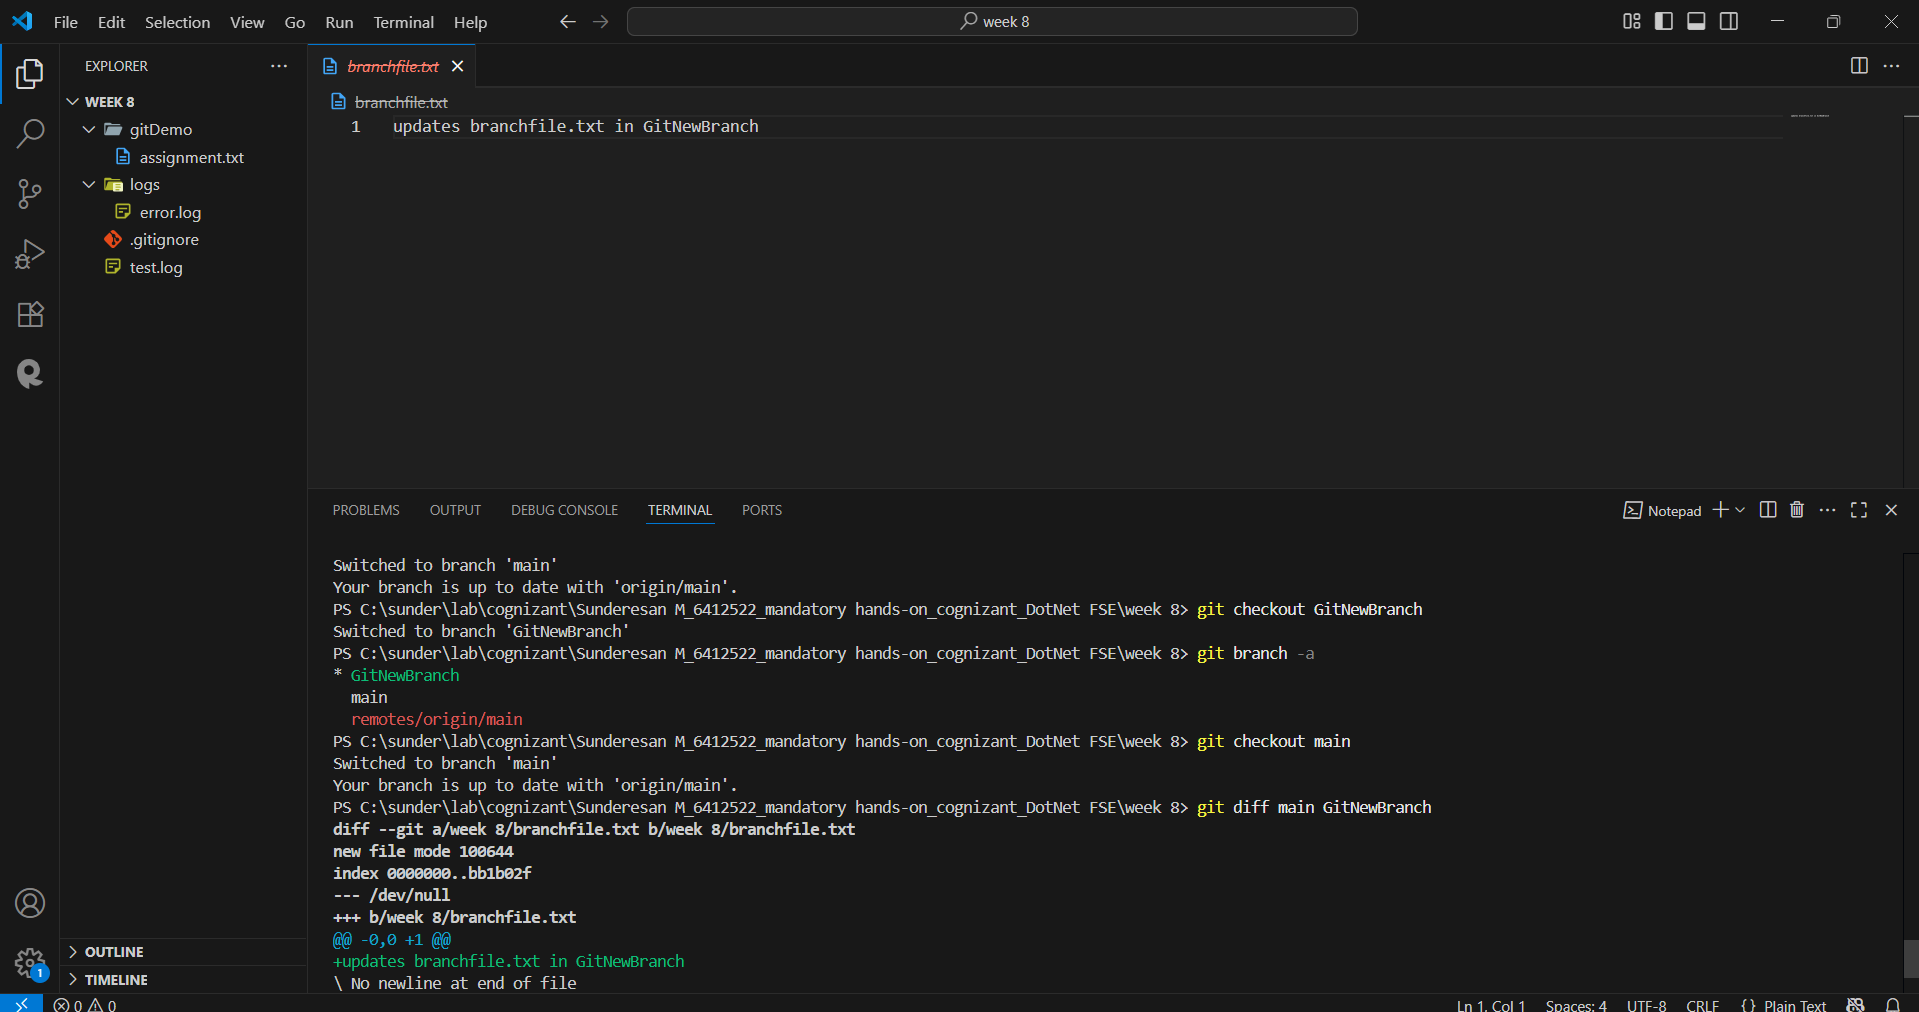 File Edit Selection View Go Run Terminal Help
week 8
EXPLORER
WEEK 8
gitDemo
assignment.txt
logs
error.log
.gitignore
test.log
OUTLINE
TIMELINE
branchfile.txt
branchfile.txt
1 updates branchfile.txt in GitNewBranch
PROBLEMS OUTPUT DEBUG CONSOLE TERMINAL PORTS
Notepad
Switched to branch 'main'
Your branch is up to date with 'origin/main'.
PS C:\sunder\lab\cognizant\Sunderesan M_6412522_mandatory hands-on_cognizant_DotNet FSE\week 8> git checkout GitNewBranch
Switched to branch 'GitNewBranch'
PS C:\sunder\lab\cognizant\Sunderesan M_6412522_mandatory hands-on_cognizant_DotNet FSE\week 8> git branch -a
* GitNewBranch
main
remotes/origin/main
PS C:\sunder\lab\cognizant\Sunderesan M_6412522_mandatory hands-on_cognizant_DotNet FSE\week 8> git checkout main
Switched to branch 'main'
Your branch is up to date with 'origin/main'.
PS C:\sunder\lab\cognizant\Sunderesan M_6412522_mandatory hands-on_cognizant_DotNet FSE\week 8> git diff main GitNewBranch
diff --git a/week 8/branchfile.txt b/week 8/branchfile.txt
new file mode 100644
index 0000000..bb1b02f
--- /dev/null
+++ b/week 8/branchfile.txt
@@ -0,0 +1 @@
+updates branchfile.txt in GitNewBranch
\ No newline at end of file
1
0 0
Ln 1, Col 1 Spaces: 4 UTF-8 CRLF {} Plain Text